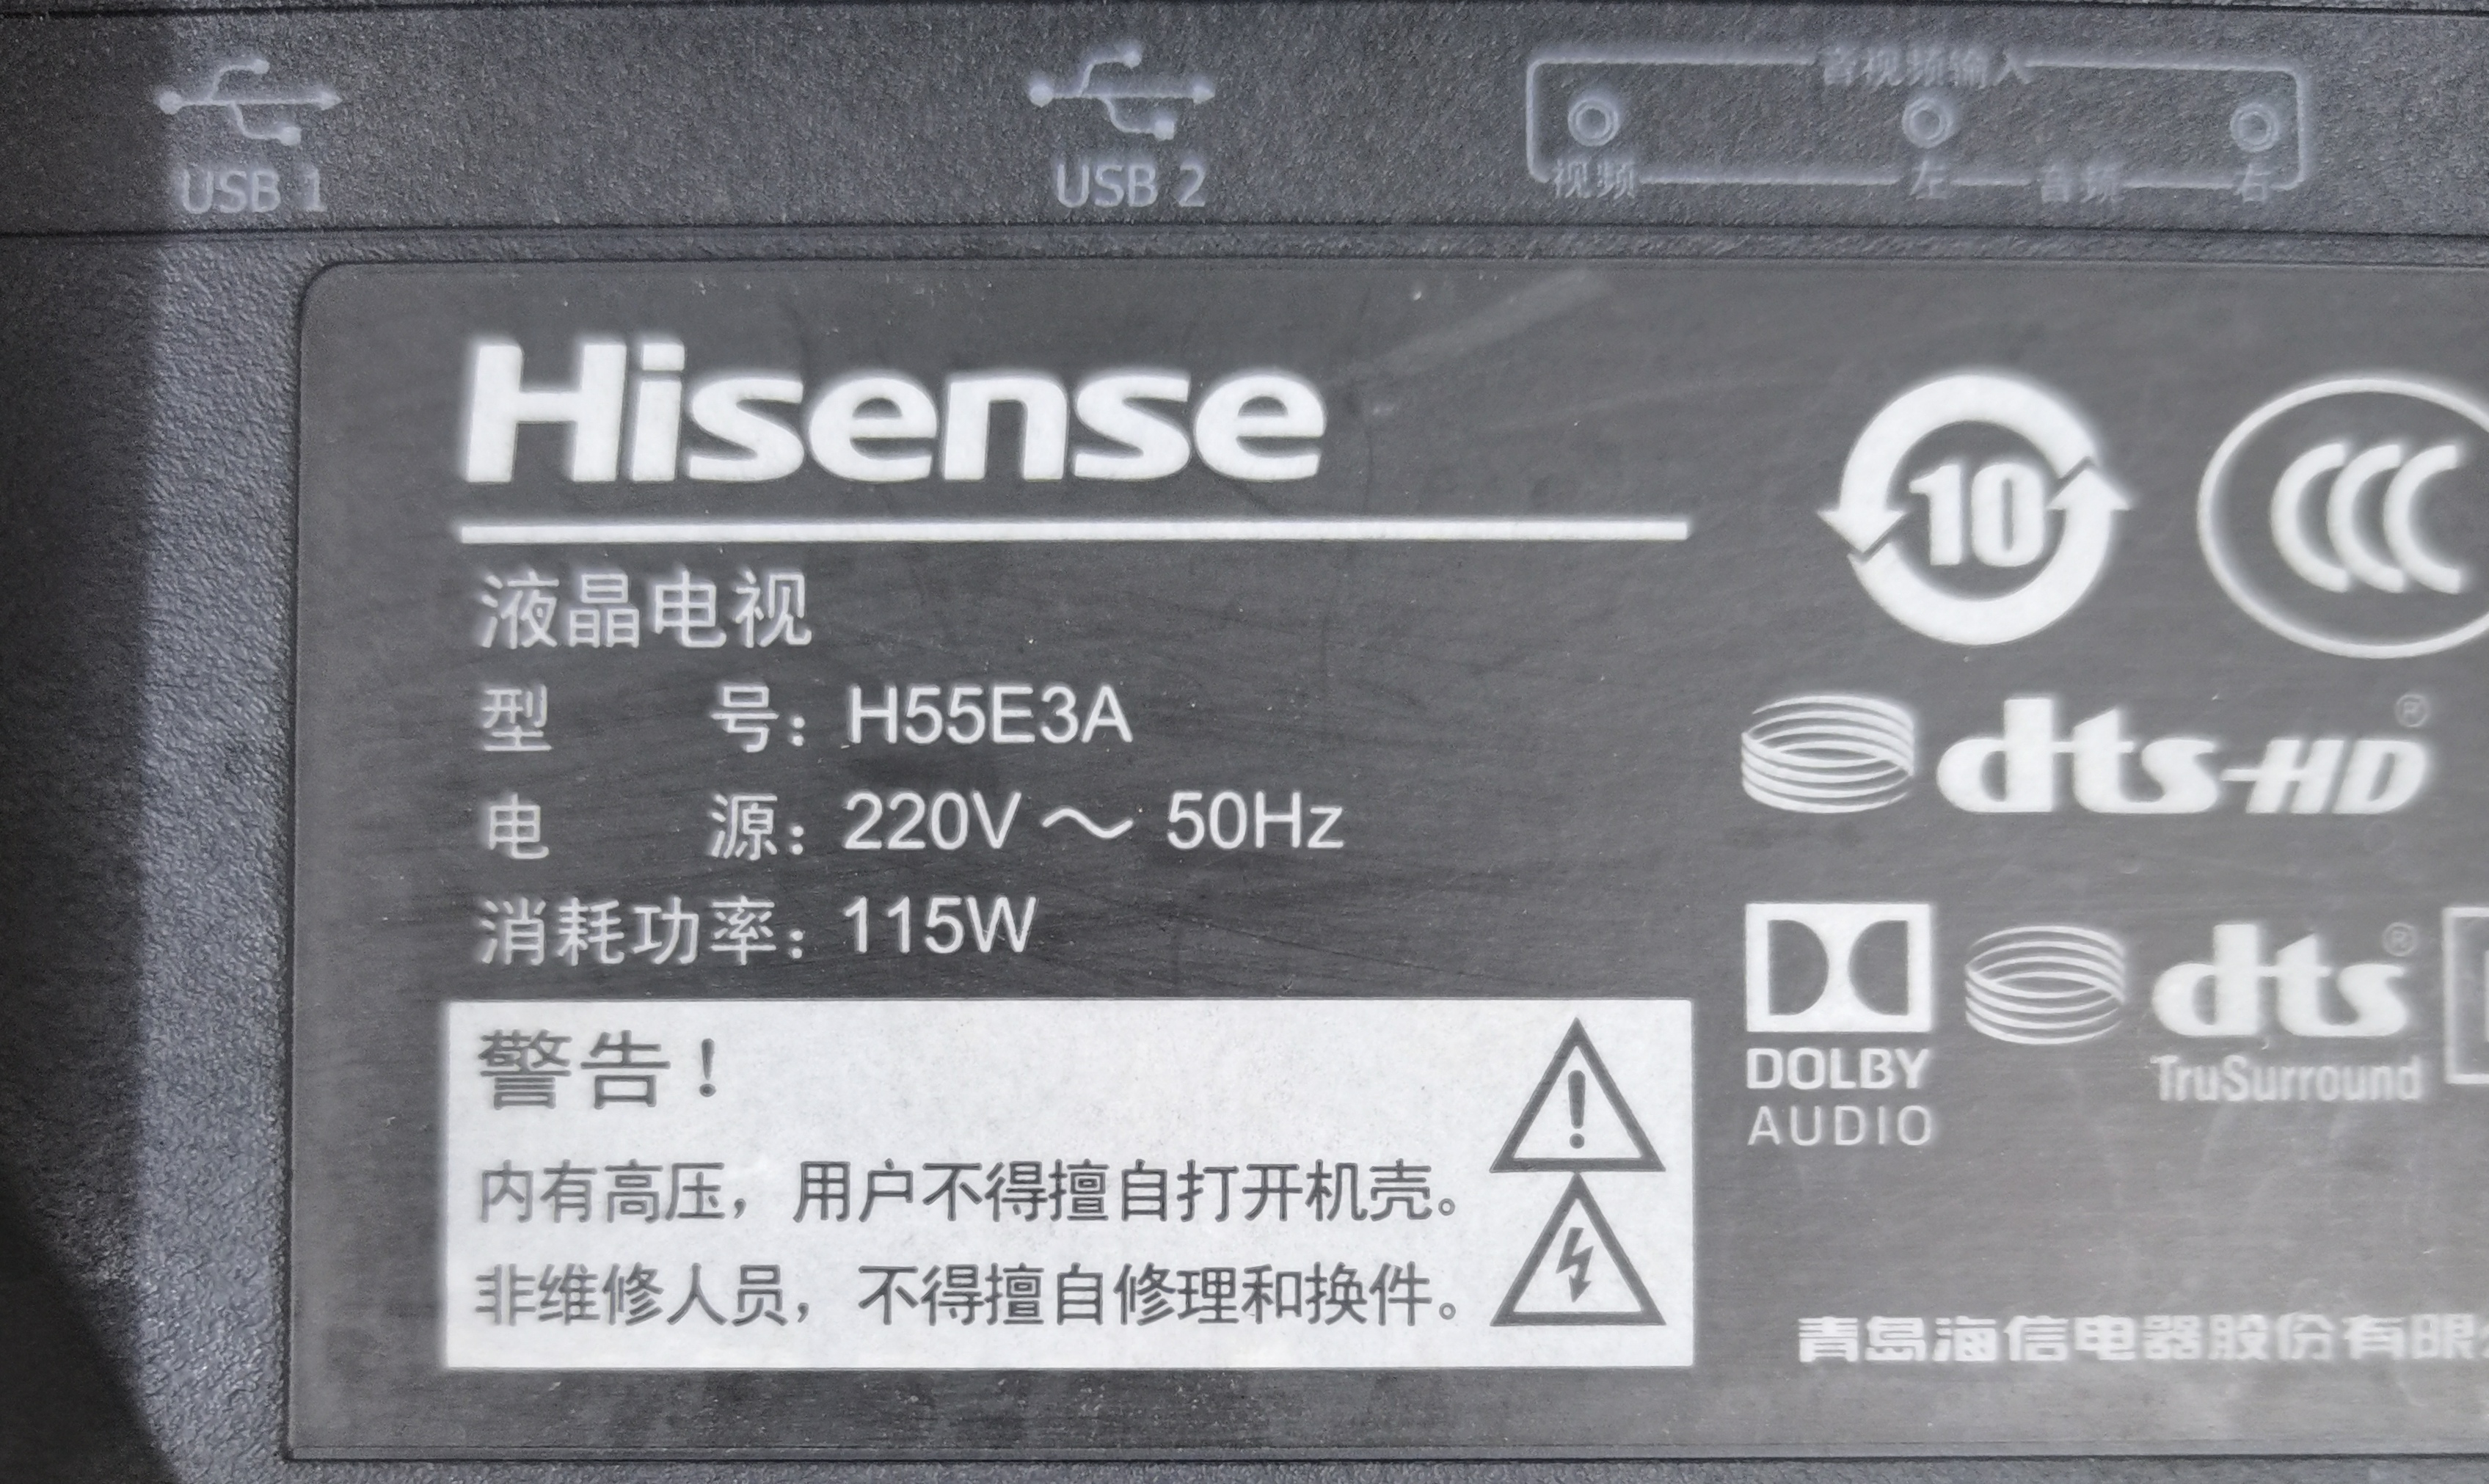 USB 1
USB 2
音视频输入
视频 左 音频 右
Hisense
10
液晶电视
型 号：H55E3A
电 源：220V～ 50Hz
消耗功率：115W
dts-HD®
DOLBY
AUDIO
dts®
TruSurround
警告！
内有高压，用户不得擅自打开机壳。
非维修人员，不得擅自修理和换件。
青岛海信电器股份有限